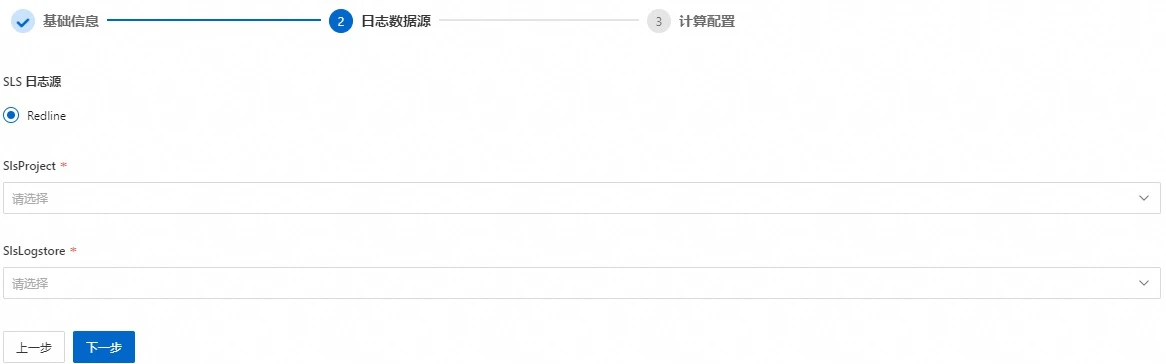 基础信息 2 日志数据源 3 计算配置
SLS 日志源
Redline
SlsProject *
请选择
SlsLogstore *
请选择
上一步 下一步